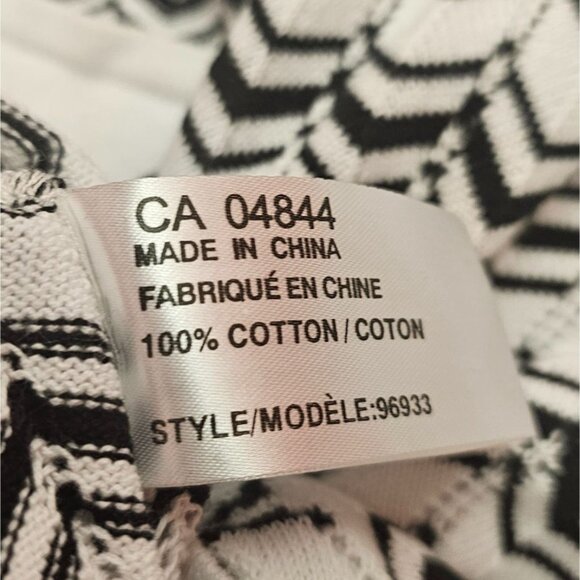 CA 04844
MADE IN CHINA
FABRIQUÉ EN CHINE
100% COTTON / COTON
STYLE/MODÈLE:96933